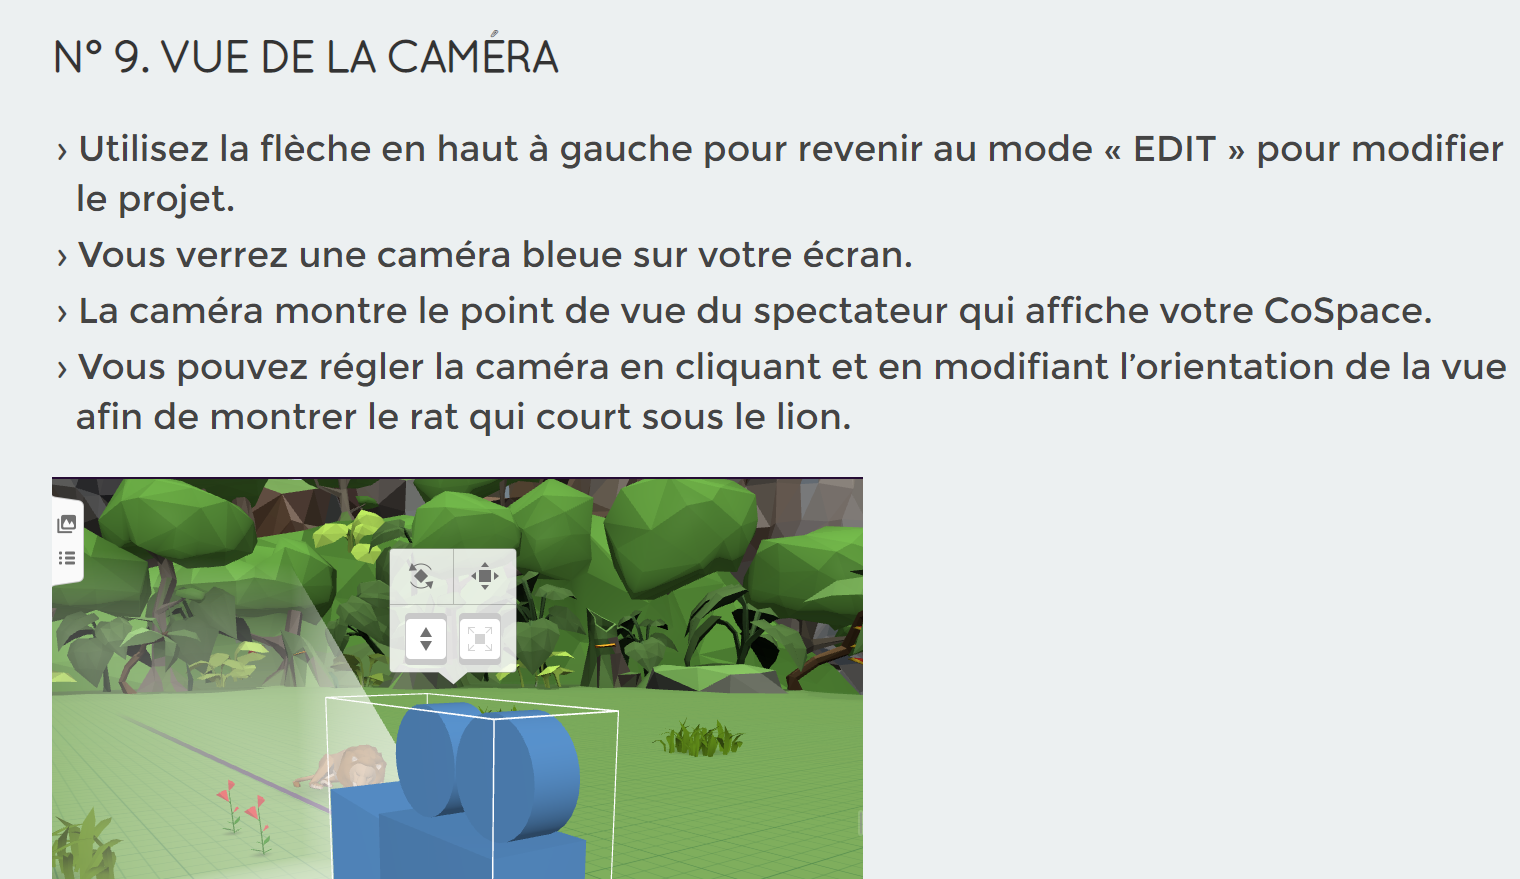 N° 9. VUE DE LA CAMÉRA
› Utilisez la flèche en haut à gauche pour revenir au mode « EDIT » pour modifier
le projet.
› Vous verrez une caméra bleue sur votre écran.
› La caméra montre le point de vue du spectateur qui affiche votre CoSpace.
› Vous pouvez régler la caméra en cliquant et en modifiant l’orientation de la vue
afin de montrer le rat qui court sous le lion.